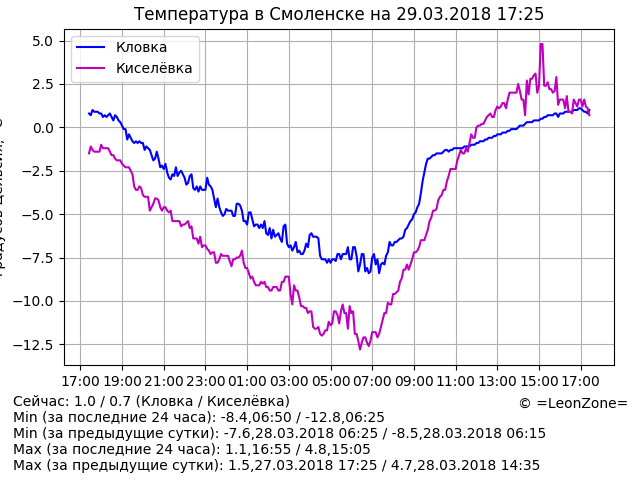 Температура в Смоленске на 29.03.2018 17:25
Кловка
Киселёвка
5.0
2.5
0.0
−2.5
−5.0
−7.5
−10.0
−12.5
17:00 19:00 21:00 23:00 01:00 03:00 05:00 07:00 09:00 11:00 13:00 15:00 17:00
Сейчас: 1.0 / 0.7 (Кловка / Киселёвка)
© =LeonZone=
Min (за последние 24 часа): -8.4,06:50 / -12.8,06:25
Min (за предыдущие сутки): -7.6,28.03.2018 06:25 / -8.5,28.03.2018 06:15
Max (за последние 24 часа): 1.1,16:55 / 4.8,15:05
Max (за предыдущие сутки): 1.5,27.03.2018 17:25 / 4.7,28.03.2018 14:35